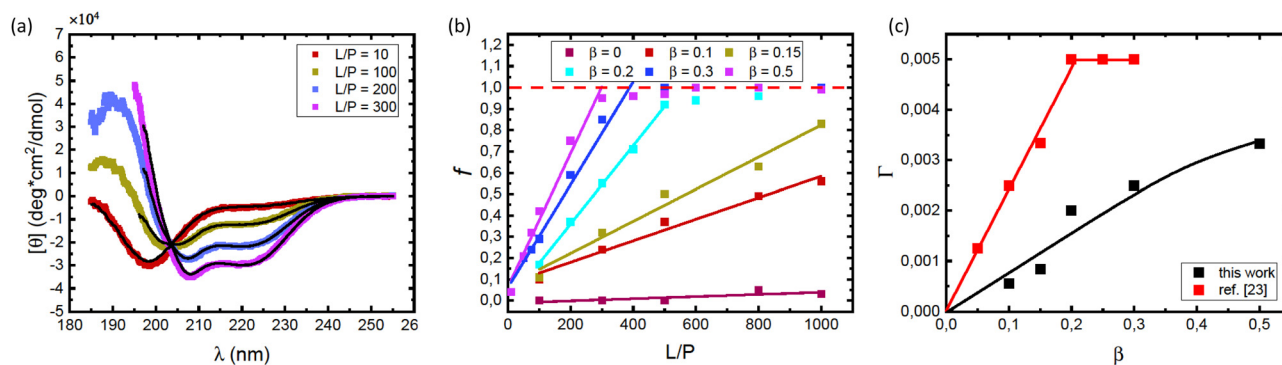 (a)
×10⁴
7
6
5
4
3
2
1
0
-1
-2
-3
-4
-5
[θ] (deg*cm²/dmol)
L/P = 10
L/P = 100
L/P = 200
L/P = 300
180 190 200 210 220 230 240 250 26
λ (nm)
(b)
1,2
1,1
1,0
0,9
0,8
0,7
0,6
0,5
0,4
0,3
0,2
0,1
0,0
f
β = 0 β = 0.1 β = 0.15
β = 0.2 β = 0.3 β = 0.5
0 200 400 600 800 1000
L/P
(c)
0,005
0,004
0,003
0,002
0,001
0,000
Γ
this work
ref. [23]
0,0 0,1 0,2 0,3 0,4 0,5
β